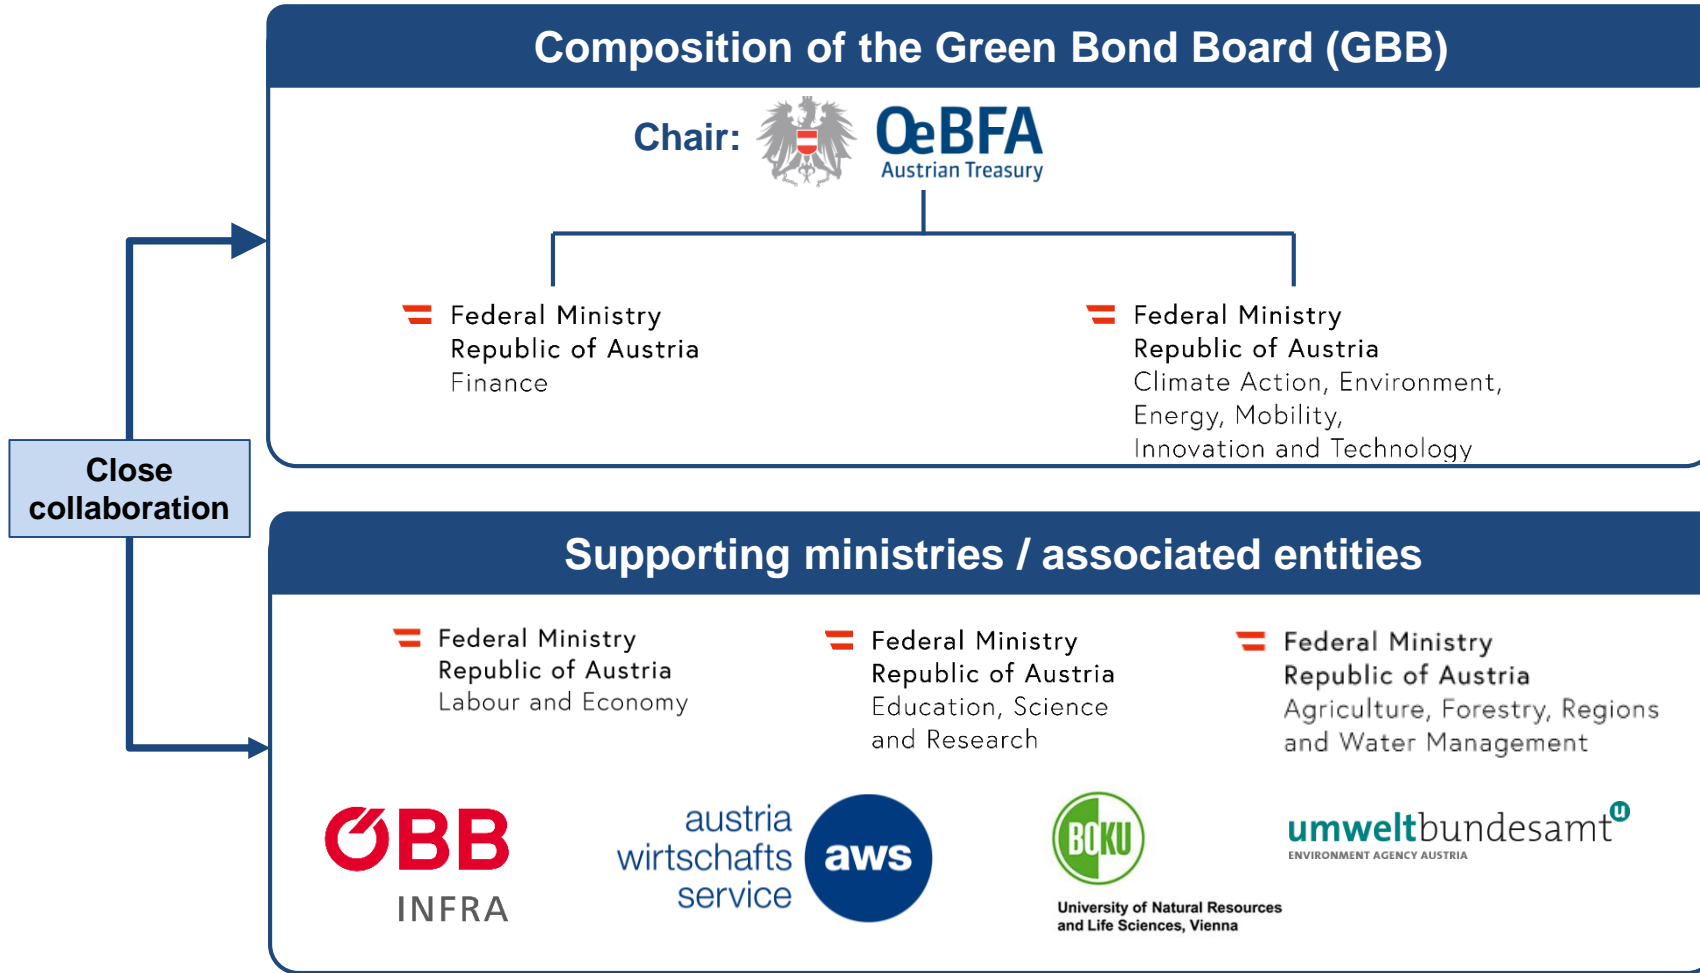 Composition of the Green Bond Board (GBB)
Chair:
OeBFA
Austrian Treasury
Federal Ministry
Republic of Austria
Finance
Federal Ministry
Republic of Austria
Climate Action, Environment,
Energy, Mobility,
Innovation and Technology
Close
collaboration
Supporting ministries / associated entities
Federal Ministry
Republic of Austria
Labour and Economy
Federal Ministry
Republic of Austria
Education, Science
and Research
Federal Ministry
Republic of Austria
Agriculture, Forestry, Regions
and Water Management
ÖBB
INFRA
austria
wirtschafts
service
aws
BOKU
University of Natural Resources
and Life Sciences, Vienna
umweltbundesamt u
ENVIRONMENT AGENCY AUSTRIA